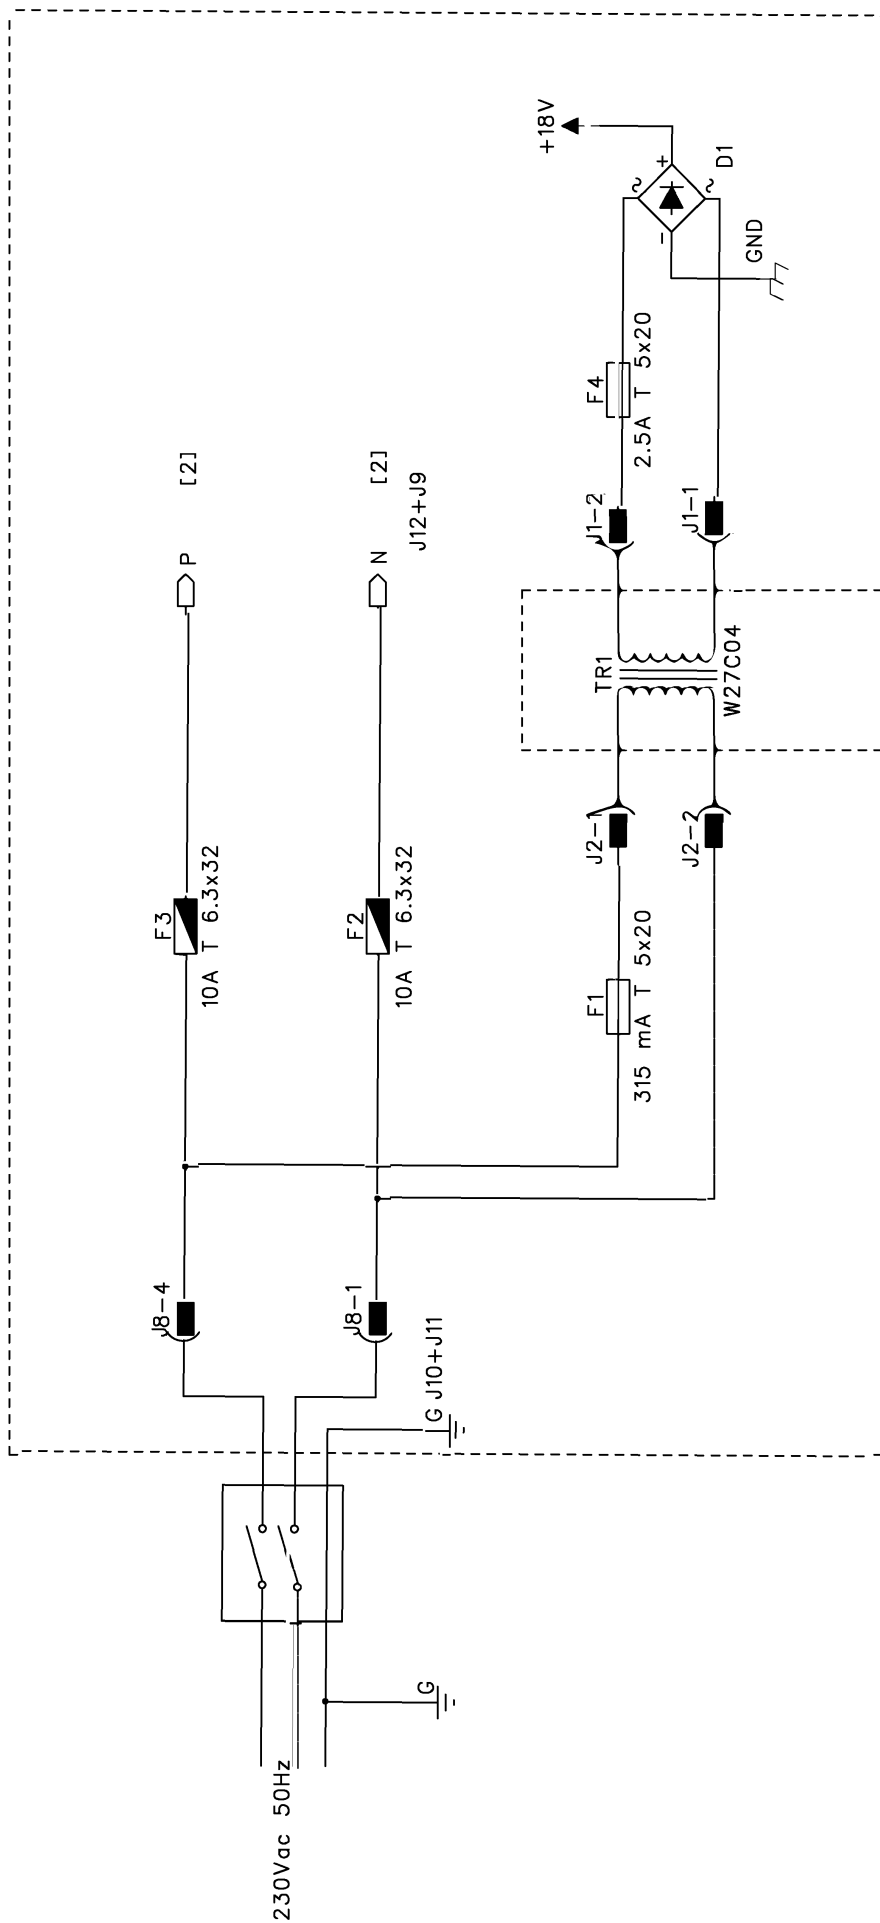 +18V
D1
GND
F4
2.5A T 5x20
[2]
[2]
J12+J9
P
N
J1-2
J1-1
TR1
W27C04
F3
10A T 6.3x32
F2
10A T 6.3x32
J2-1
J2-2
F1
315 mA T 5x20
J8-4
J8-1
G J10+J11
G
230Vac 50Hz